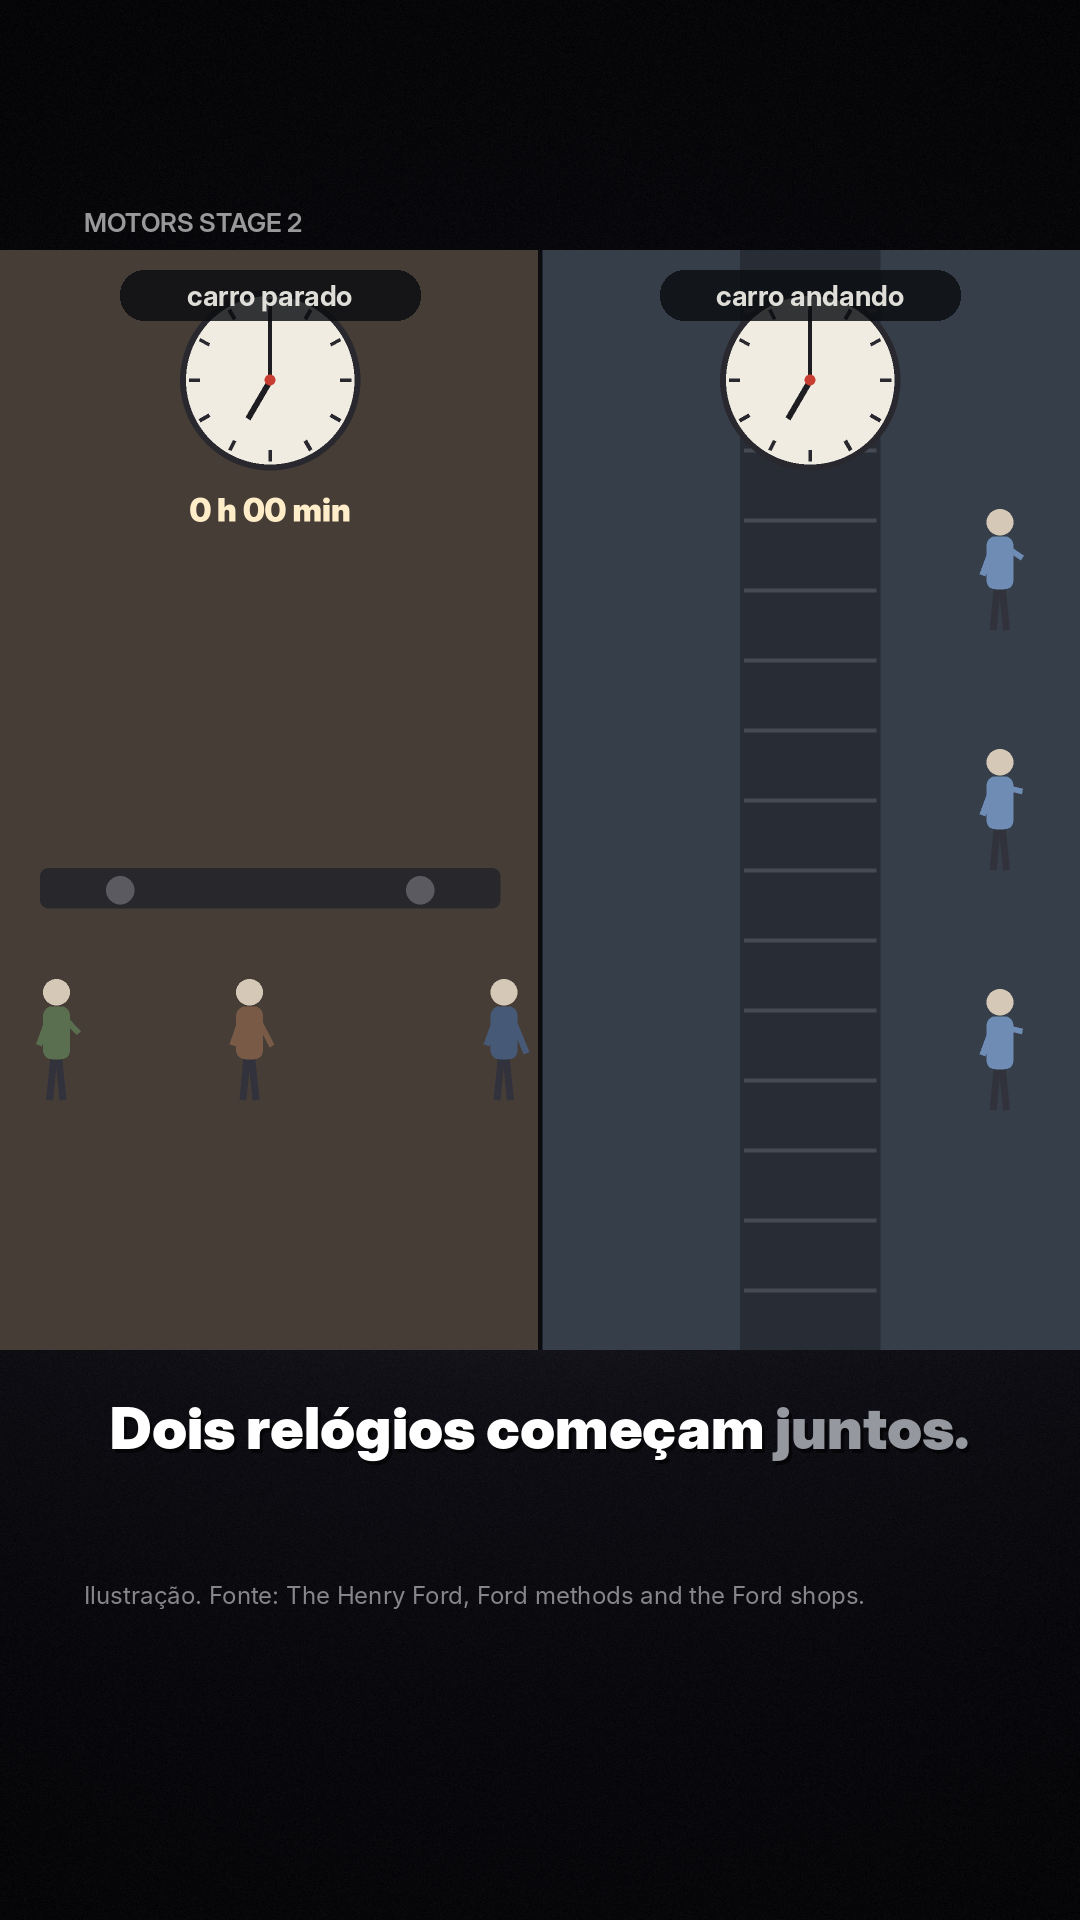 MOTORS STAGE 2
carro parado
carro andando
0 h 00 min
Dois relógios começam juntos.
Ilustração. Fonte: The Henry Ford, Ford methods and the Ford shops.